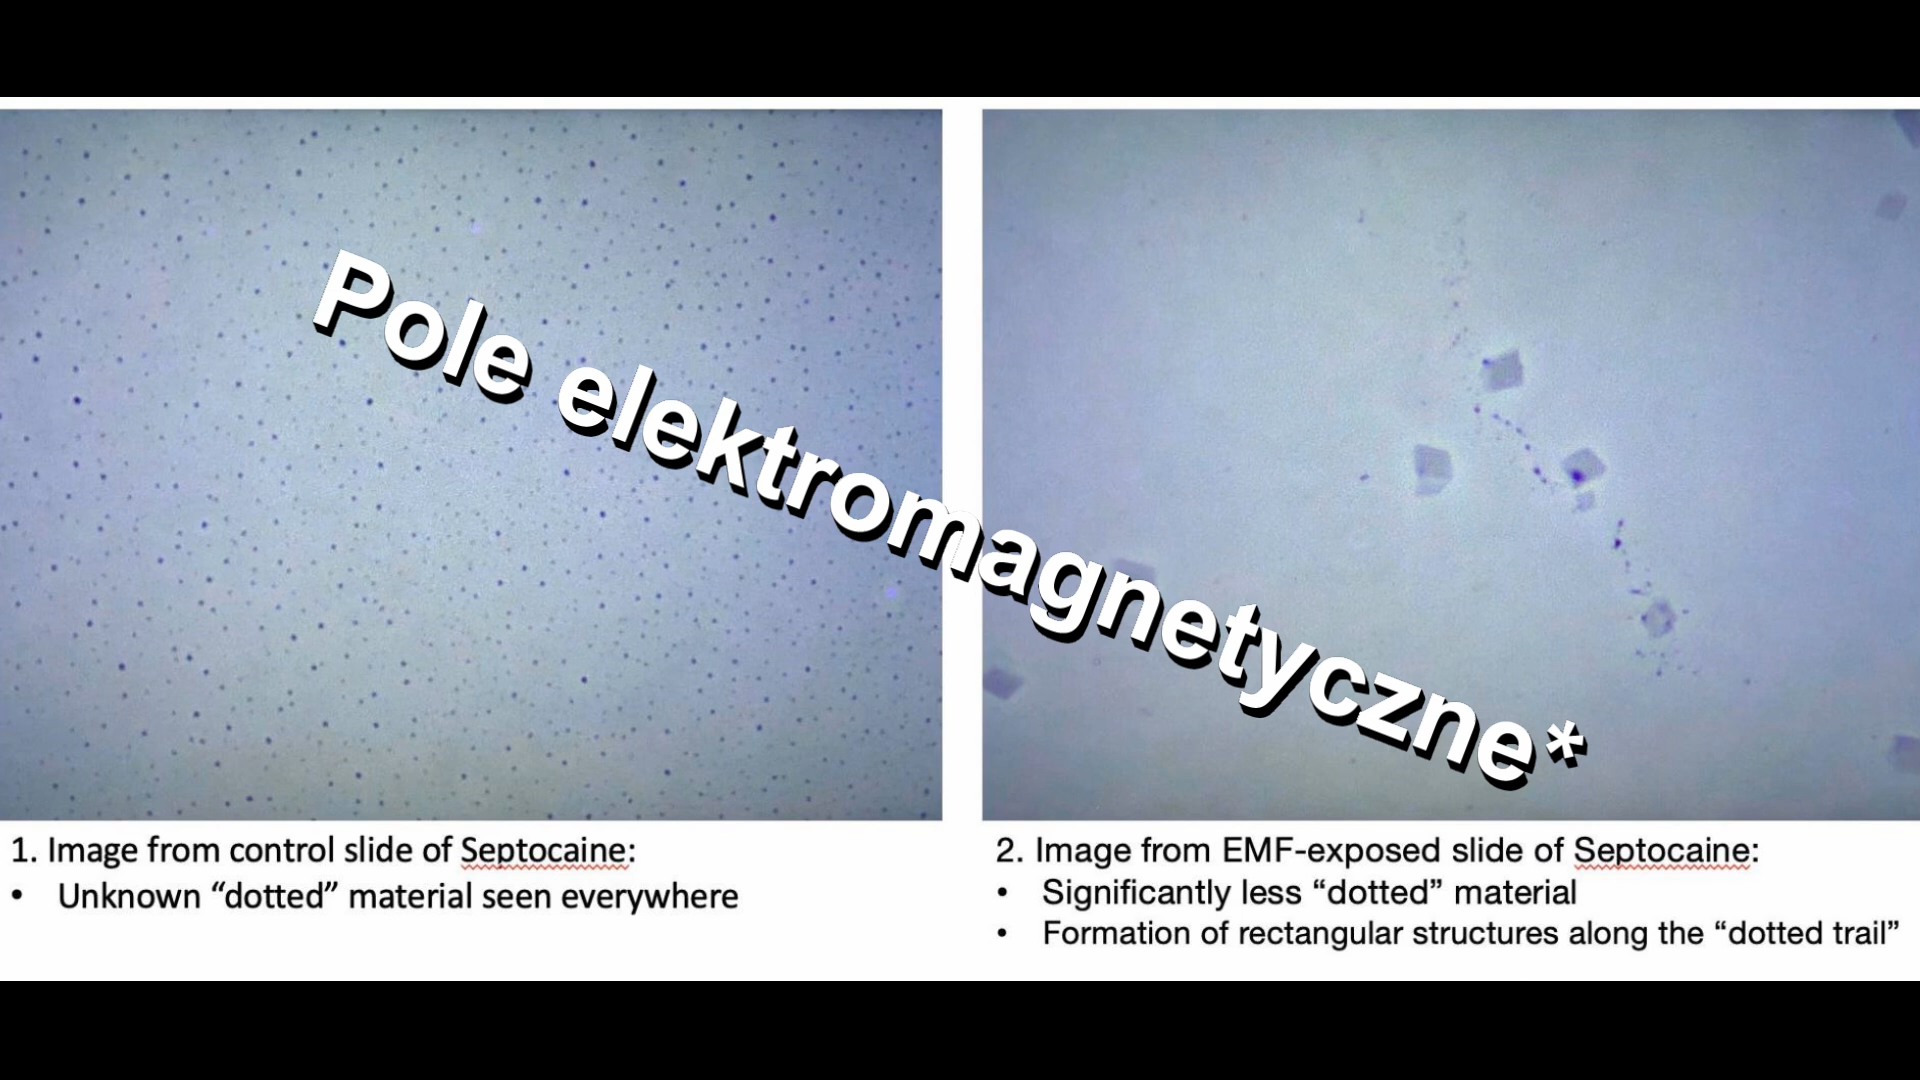 Pole elektromagnetyczne*
1. Image from control slide of Septocaine:
• Unknown “dotted” material seen everywhere
2. Image from EMF-exposed slide of Septocaine:
• Significantly less “dotted” material
• Formation of rectangular structures along the “dotted trail”